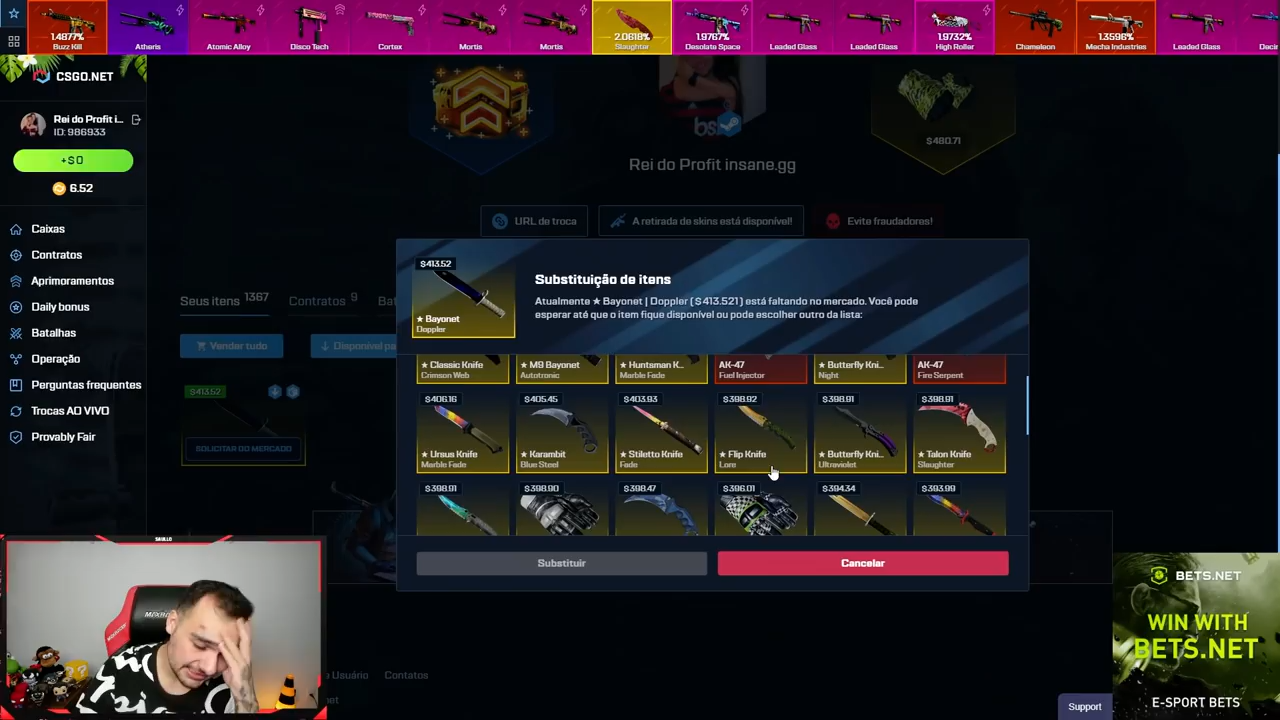 1.4877%
Buzz Kill
Atheris
Atomic Alloy
Disco Tech
Cortex
Mortis
Mortis
2.0618%
Slaughter
1.9767%
Desolate Space
Leaded Glass
Leaded Glass
1.9732%
High Roller
Chameleon
1.3596%
Mecha Industries
Leaded Glass
CSGO.NET
Rei do Profit i...
ID: 986933
+$0
6.52
Caixas
Contratos
Aprimoramentos
Daily bonus
Batalhas
Operação
Perguntas frequentes
Trocas AO VIVO
Provably Fair
$480.71
Rei do Profit insane.gg
URL de troca
A retirada de skins está disponível!
Evite fraudadores!
Seus itens 1367
Contratos 9
Bat
Vender tudo
Disponível pa
$413.52
SOLICITAR DO MERCADO
$413.52
★ Bayonet
Doppler
Substituição de itens
Atualmente ★ Bayonet | Doppler ( $413.521 ) está faltando no mercado. Você pode
esperar até que o item fique disponível ou pode escolher outro da lista:
★ Classic Knife
Crimson Web
★ M9 Bayonet
Autotronic
★ Huntsman K...
Marble Fade
AK-47
Fuel Injector
★ Butterfly Kni...
Night
AK-47
Fire Serpent
$406.16
★ Ursus Knife
Marble Fade
$405.45
★ Karambit
Blue Steel
$403.93
★ Stiletto Knife
Fade
$398.92
★ Flip Knife
Lore
$398.91
★ Butterfly Kni...
Ultraviolet
$398.91
★ Talon Knife
Slaughter
$398.91
$398.90
$398.47
$396.01
$394.34
$393.99
Substituir
Cancelar
SAULLO
Usuário
Contatos
BETS.NET
WIN WITH
BETS.NET
E-SPORT BETS
Support